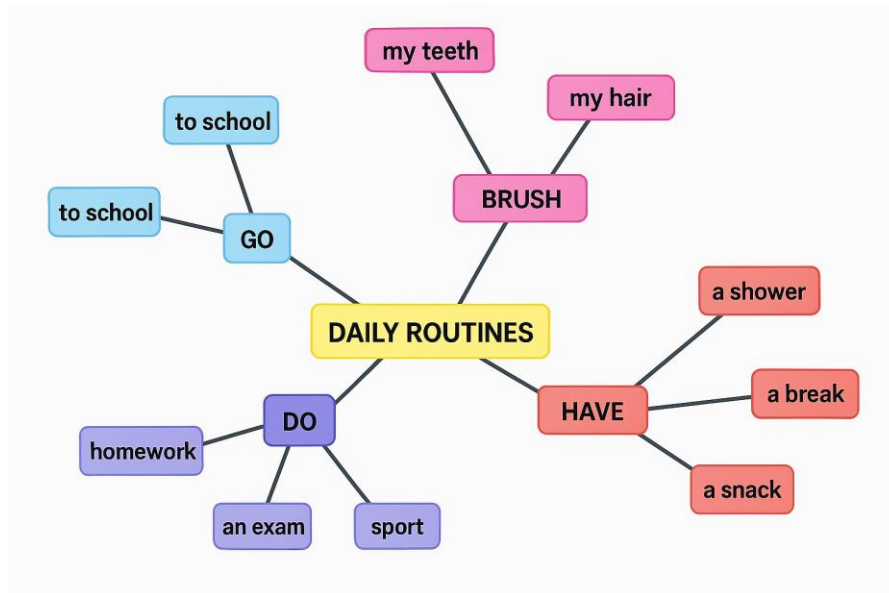 my teeth
my hair
to school
to school
BRUSH
GO
a shower
DAILY ROUTINES
a break
HAVE
DO
homework
a snack
an exam
sport